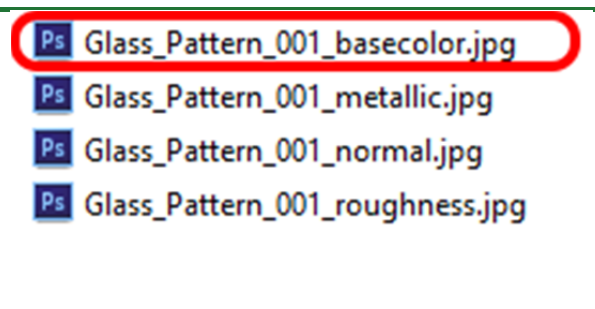 Ps Glass_Pattern_001_basecolor.jpg
Ps Glass_Pattern_001_metallic.jpg
Ps Glass_Pattern_001_normal.jpg
Ps Glass_Pattern_001_roughness.jpg